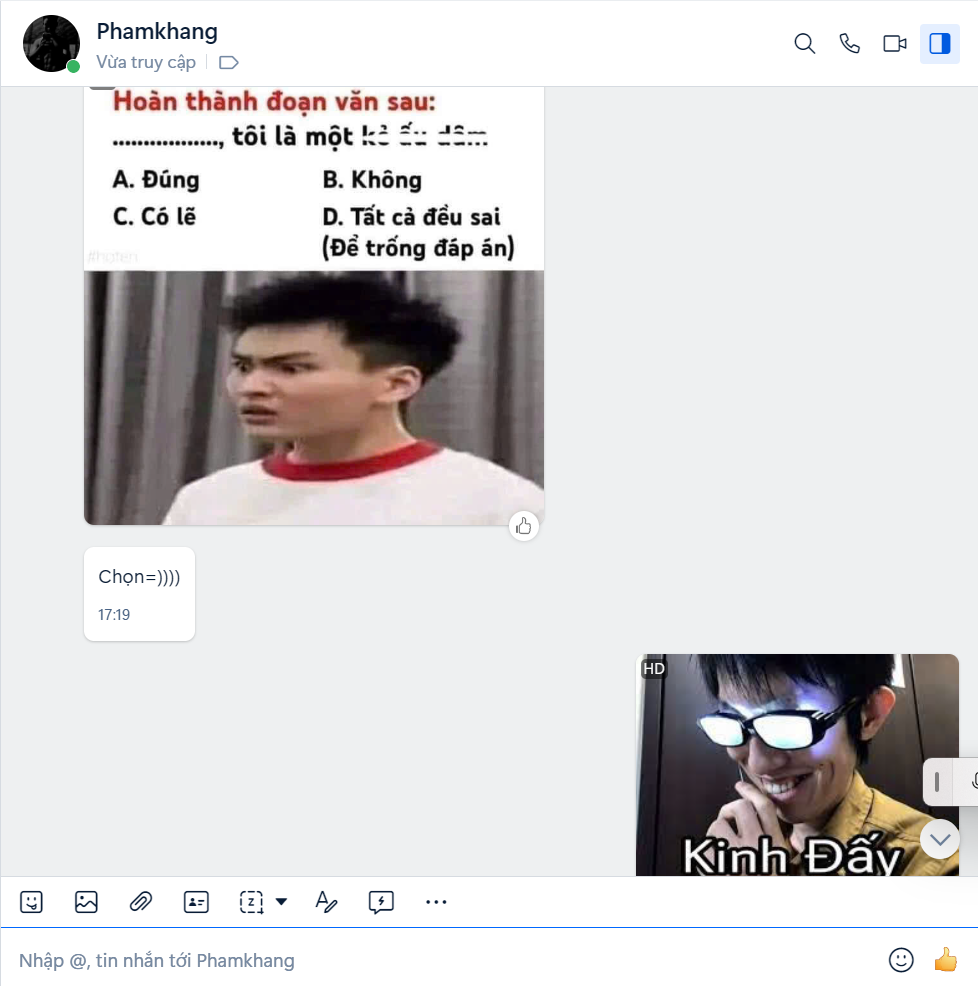 Phamkhang
Vừa truy cập
Hoàn thành đoạn văn sau:
.................., tôi là một kẻ ấu dâm
A. Đúng
B. Không
C. Có lẽ
D. Tất cả đều sai
(Để trống đáp án)
Chọn=))))
17:19
HD
Kinh Đấy
Nhập @, tin nhắn tới Phamkhang